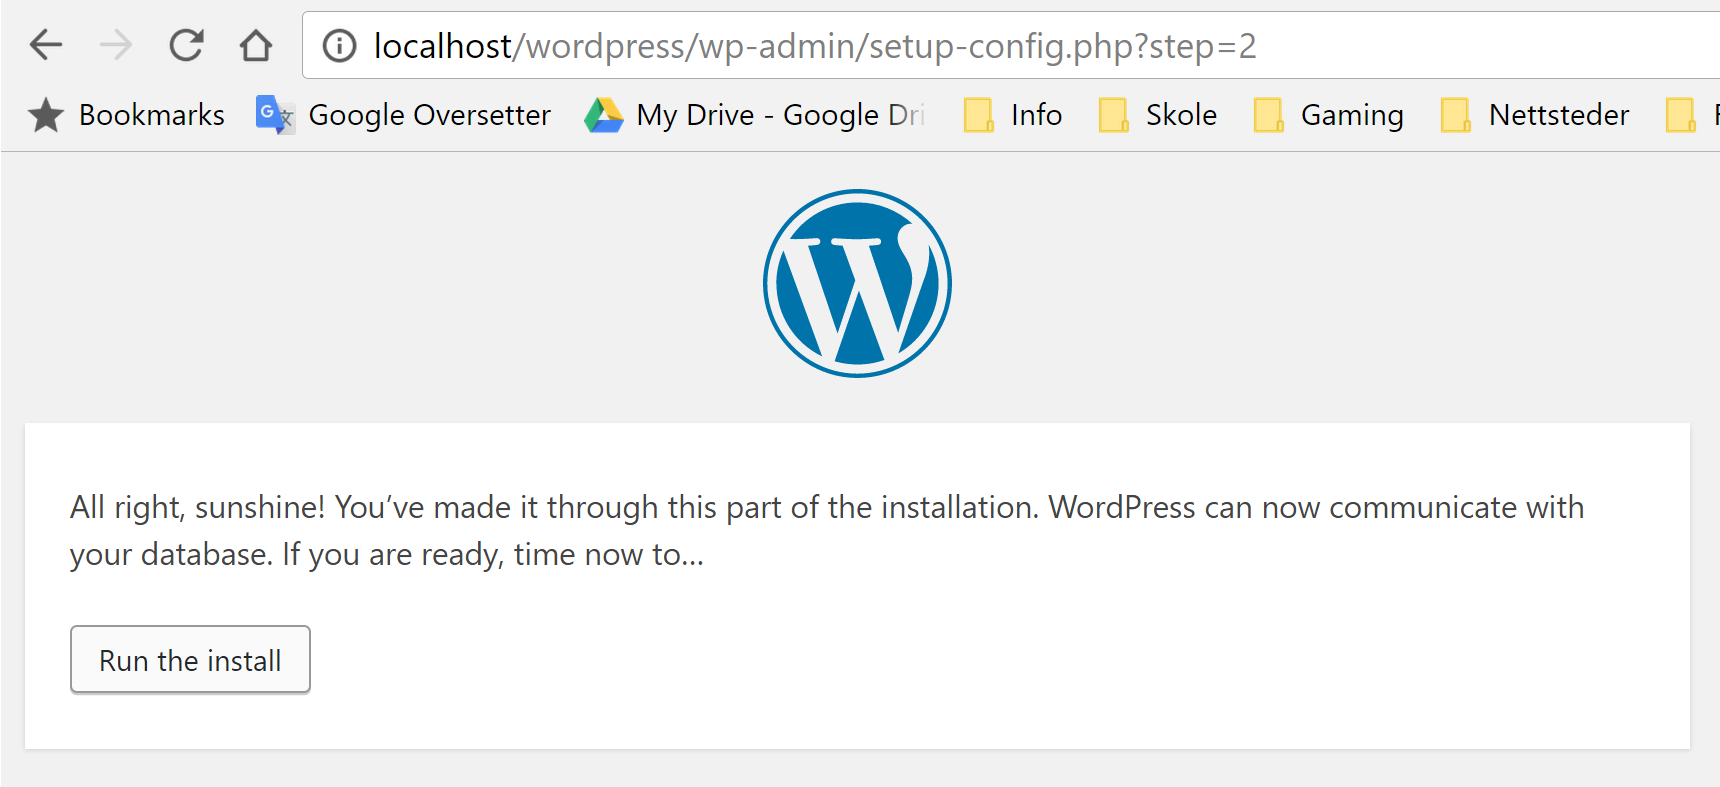 localhost/wordpress/wp-admin/setup-config.php?step=2
Bookmarks Google Oversetter My Drive - Google Dri Info Skole Gaming Nettsteder
All right, sunshine! You’ve made it through this part of the installation. WordPress can now communicate with
your database. If you are ready, time now to…
Run the install